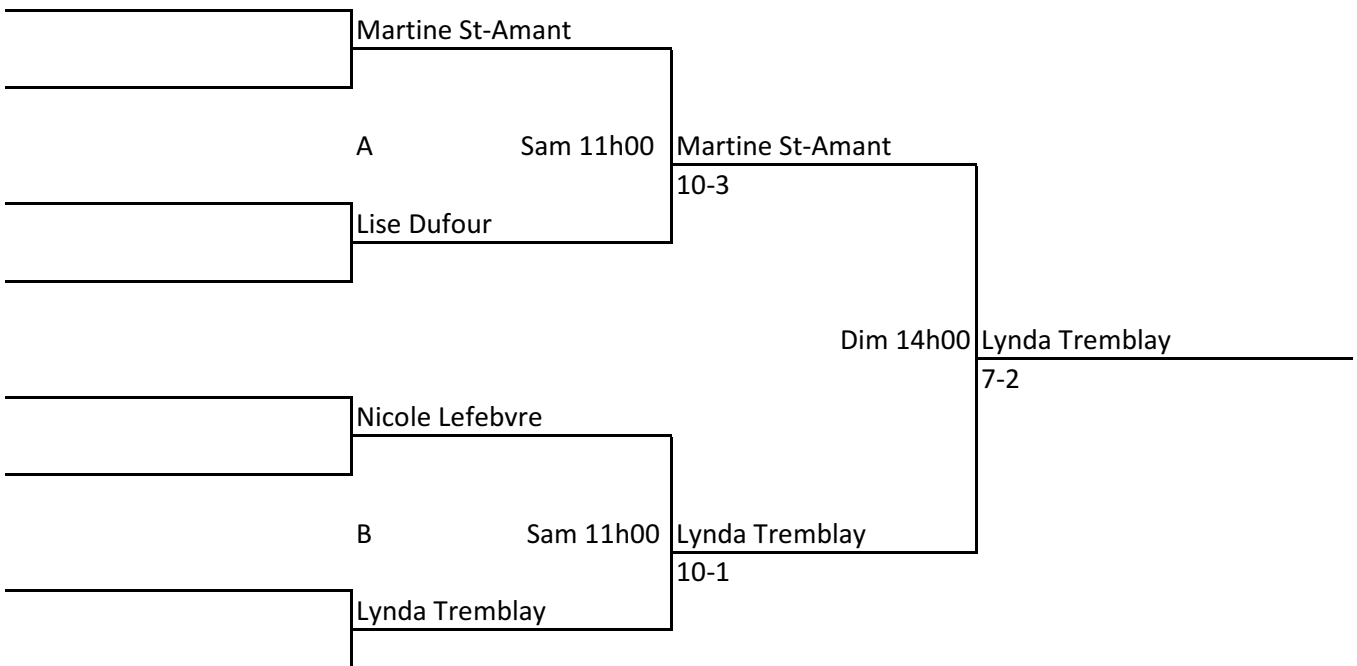 Martine St-Amant
A
Sam 11h00
Martine St-Amant
10-3
Lise Dufour
Dim 14h00
Lynda Tremblay
7-2
Nicole Lefebvre
B
Sam 11h00
Lynda Tremblay
10-1
Lynda Tremblay